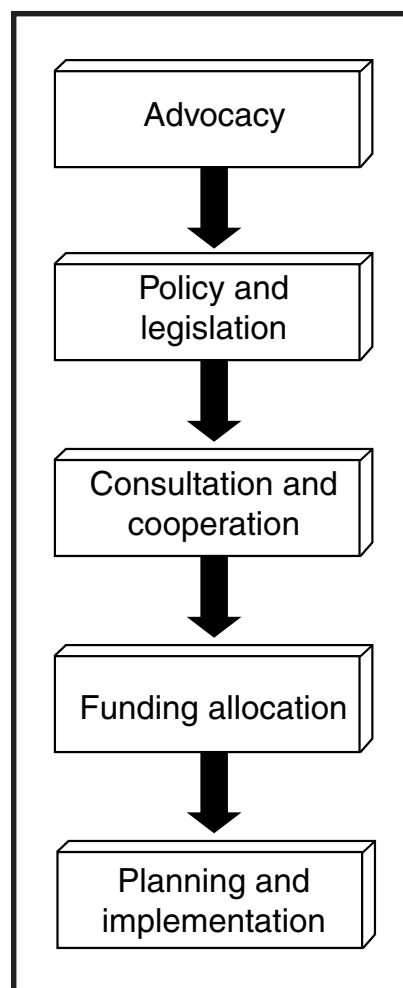 Advocacy
Policy and
legislation
Consultation and
cooperation
Funding allocation
Planning and
implementation